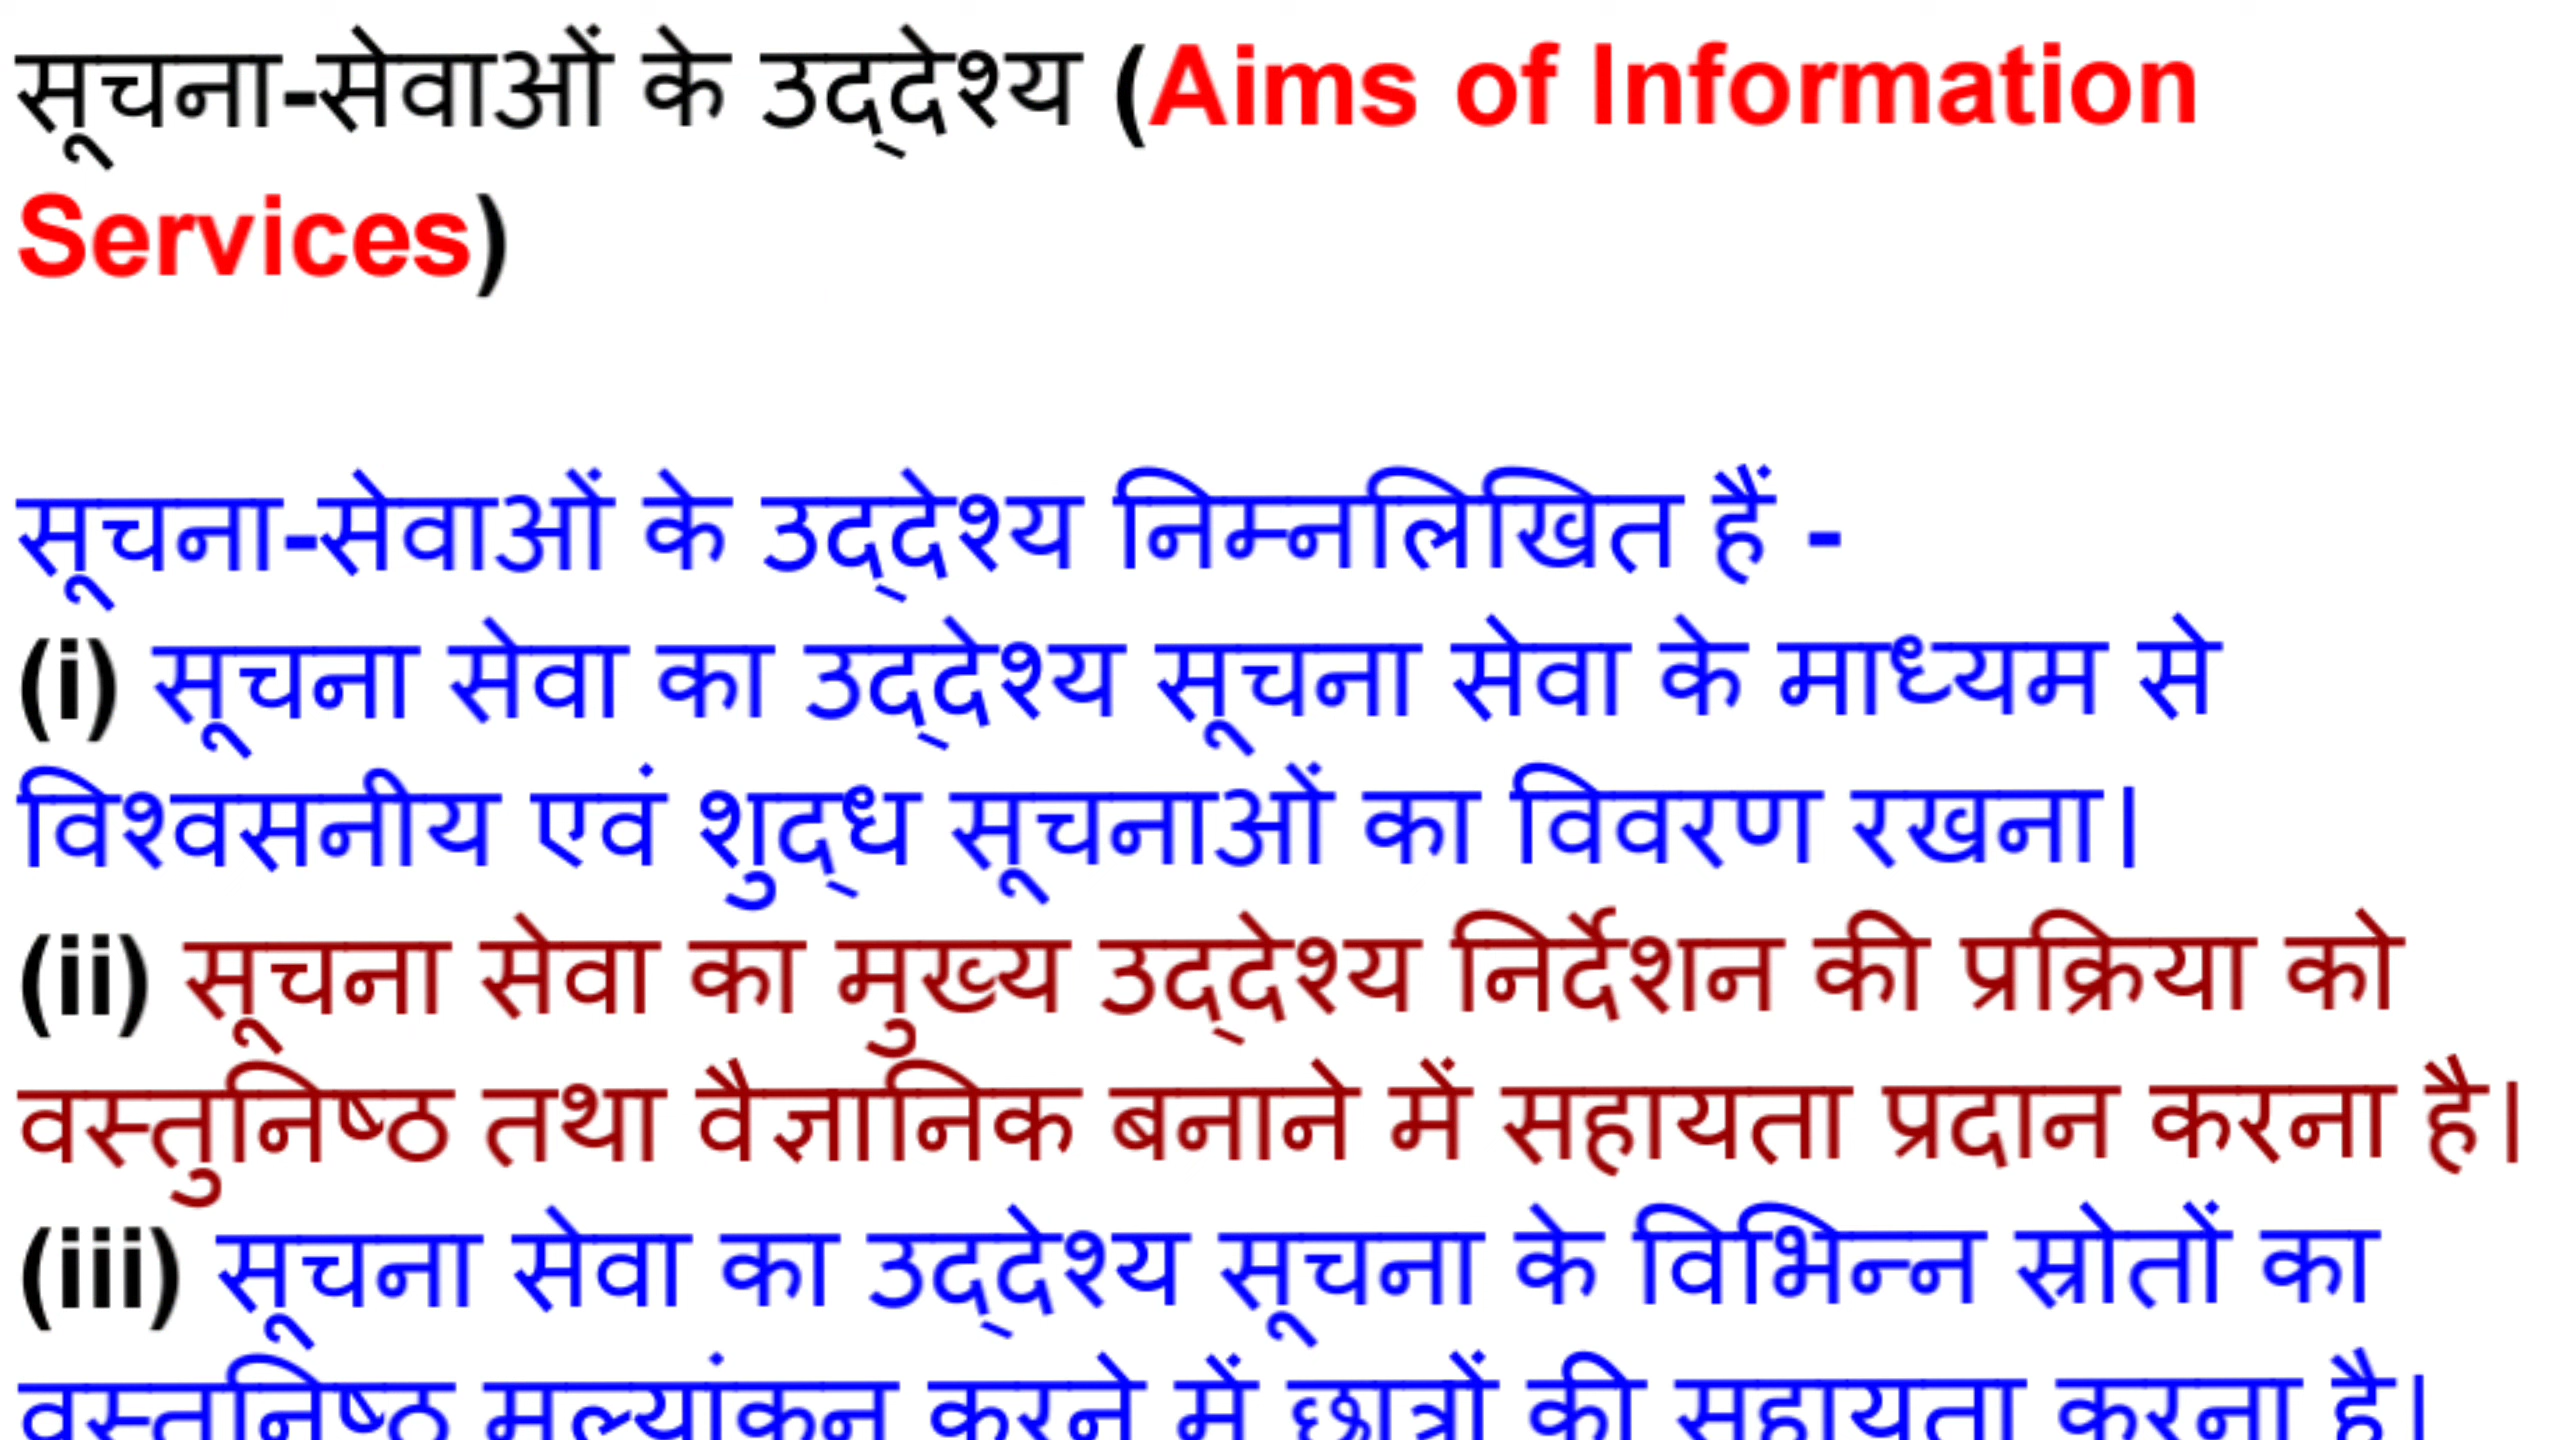 सूचना-सेवाओं के उद्देश्य (Aims of Information
Services)
सूचना-सेवाओं के उद्देश्य निम्नलिखित हैं -
(i) सूचना सेवा का उद्देश्य सूचना सेवा के माध्यम से
विश्वसनीय एवं शुद्ध सूचनाओं का विवरण रखना।
(ii) सूचना सेवा का मुख्य उद्देश्य निर्देशन की प्रक्रिया को
वस्तुनिष्ठ तथा वैज्ञानिक बनाने में सहायता प्रदान करना है।
(iii) सूचना सेवा का उद्देश्य सूचना के विभिन्न स्रोतों का
वस्तुनिष्ठ मूल्यांकन करने में छात्रों की सहायता करना है।